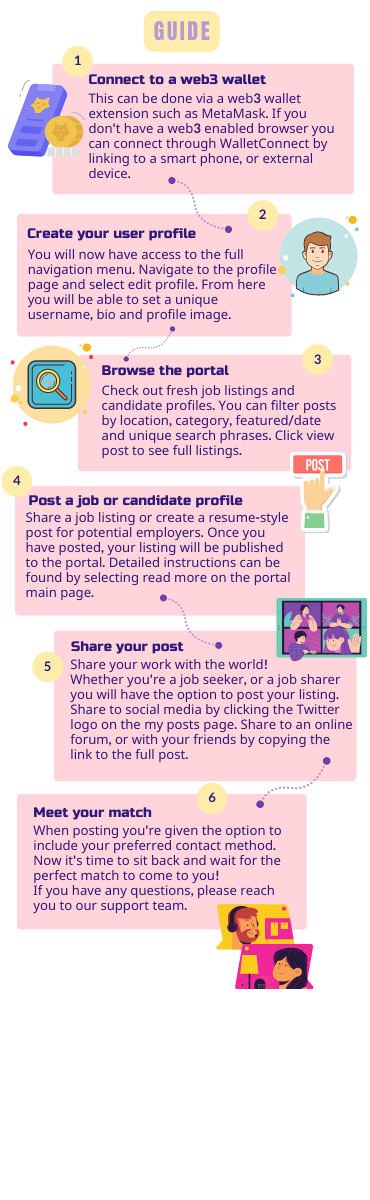 GUIDE
1
Connect to a web3 wallet
This can be done via a web3 wallet
extension such as MetaMask. If you
don't have a web3 enabled browser you
can connect through WalletConnect by
linking to a smart phone, or external
device.
2
Create your user profile
You will now have access to the full
navigation menu. Navigate to the profile
page and select edit profile. From here
you will be able to set a unique
username, bio and profile image.
3
Browse the portal
Check out fresh job listings and
candidate profiles. You can filter posts
by location, category, featured/date
and unique search phrases. Click view
post to see full listings.
POST
4
Post a job or candidate profile
Share a job listing or create a resume-style
post for potential employers. Once you
have posted, your listing will be published
to the portal. Detailed instructions can be
found by selecting read more on the portal
main page.
5
Share your post
Share your work with the world!
Whether you're a job seeker, or a job sharer
you will have the option to post your listing.
Share to social media by clicking the Twitter
logo on the my posts page. Share to an online
forum, or with your friends by copying the
link to the full post.
6
Meet your match
When posting you're given the option to
include your preferred contact method.
Now it's time to sit back and wait for the
perfect match to come to you!
If you have any questions, please reach
you to our support team.